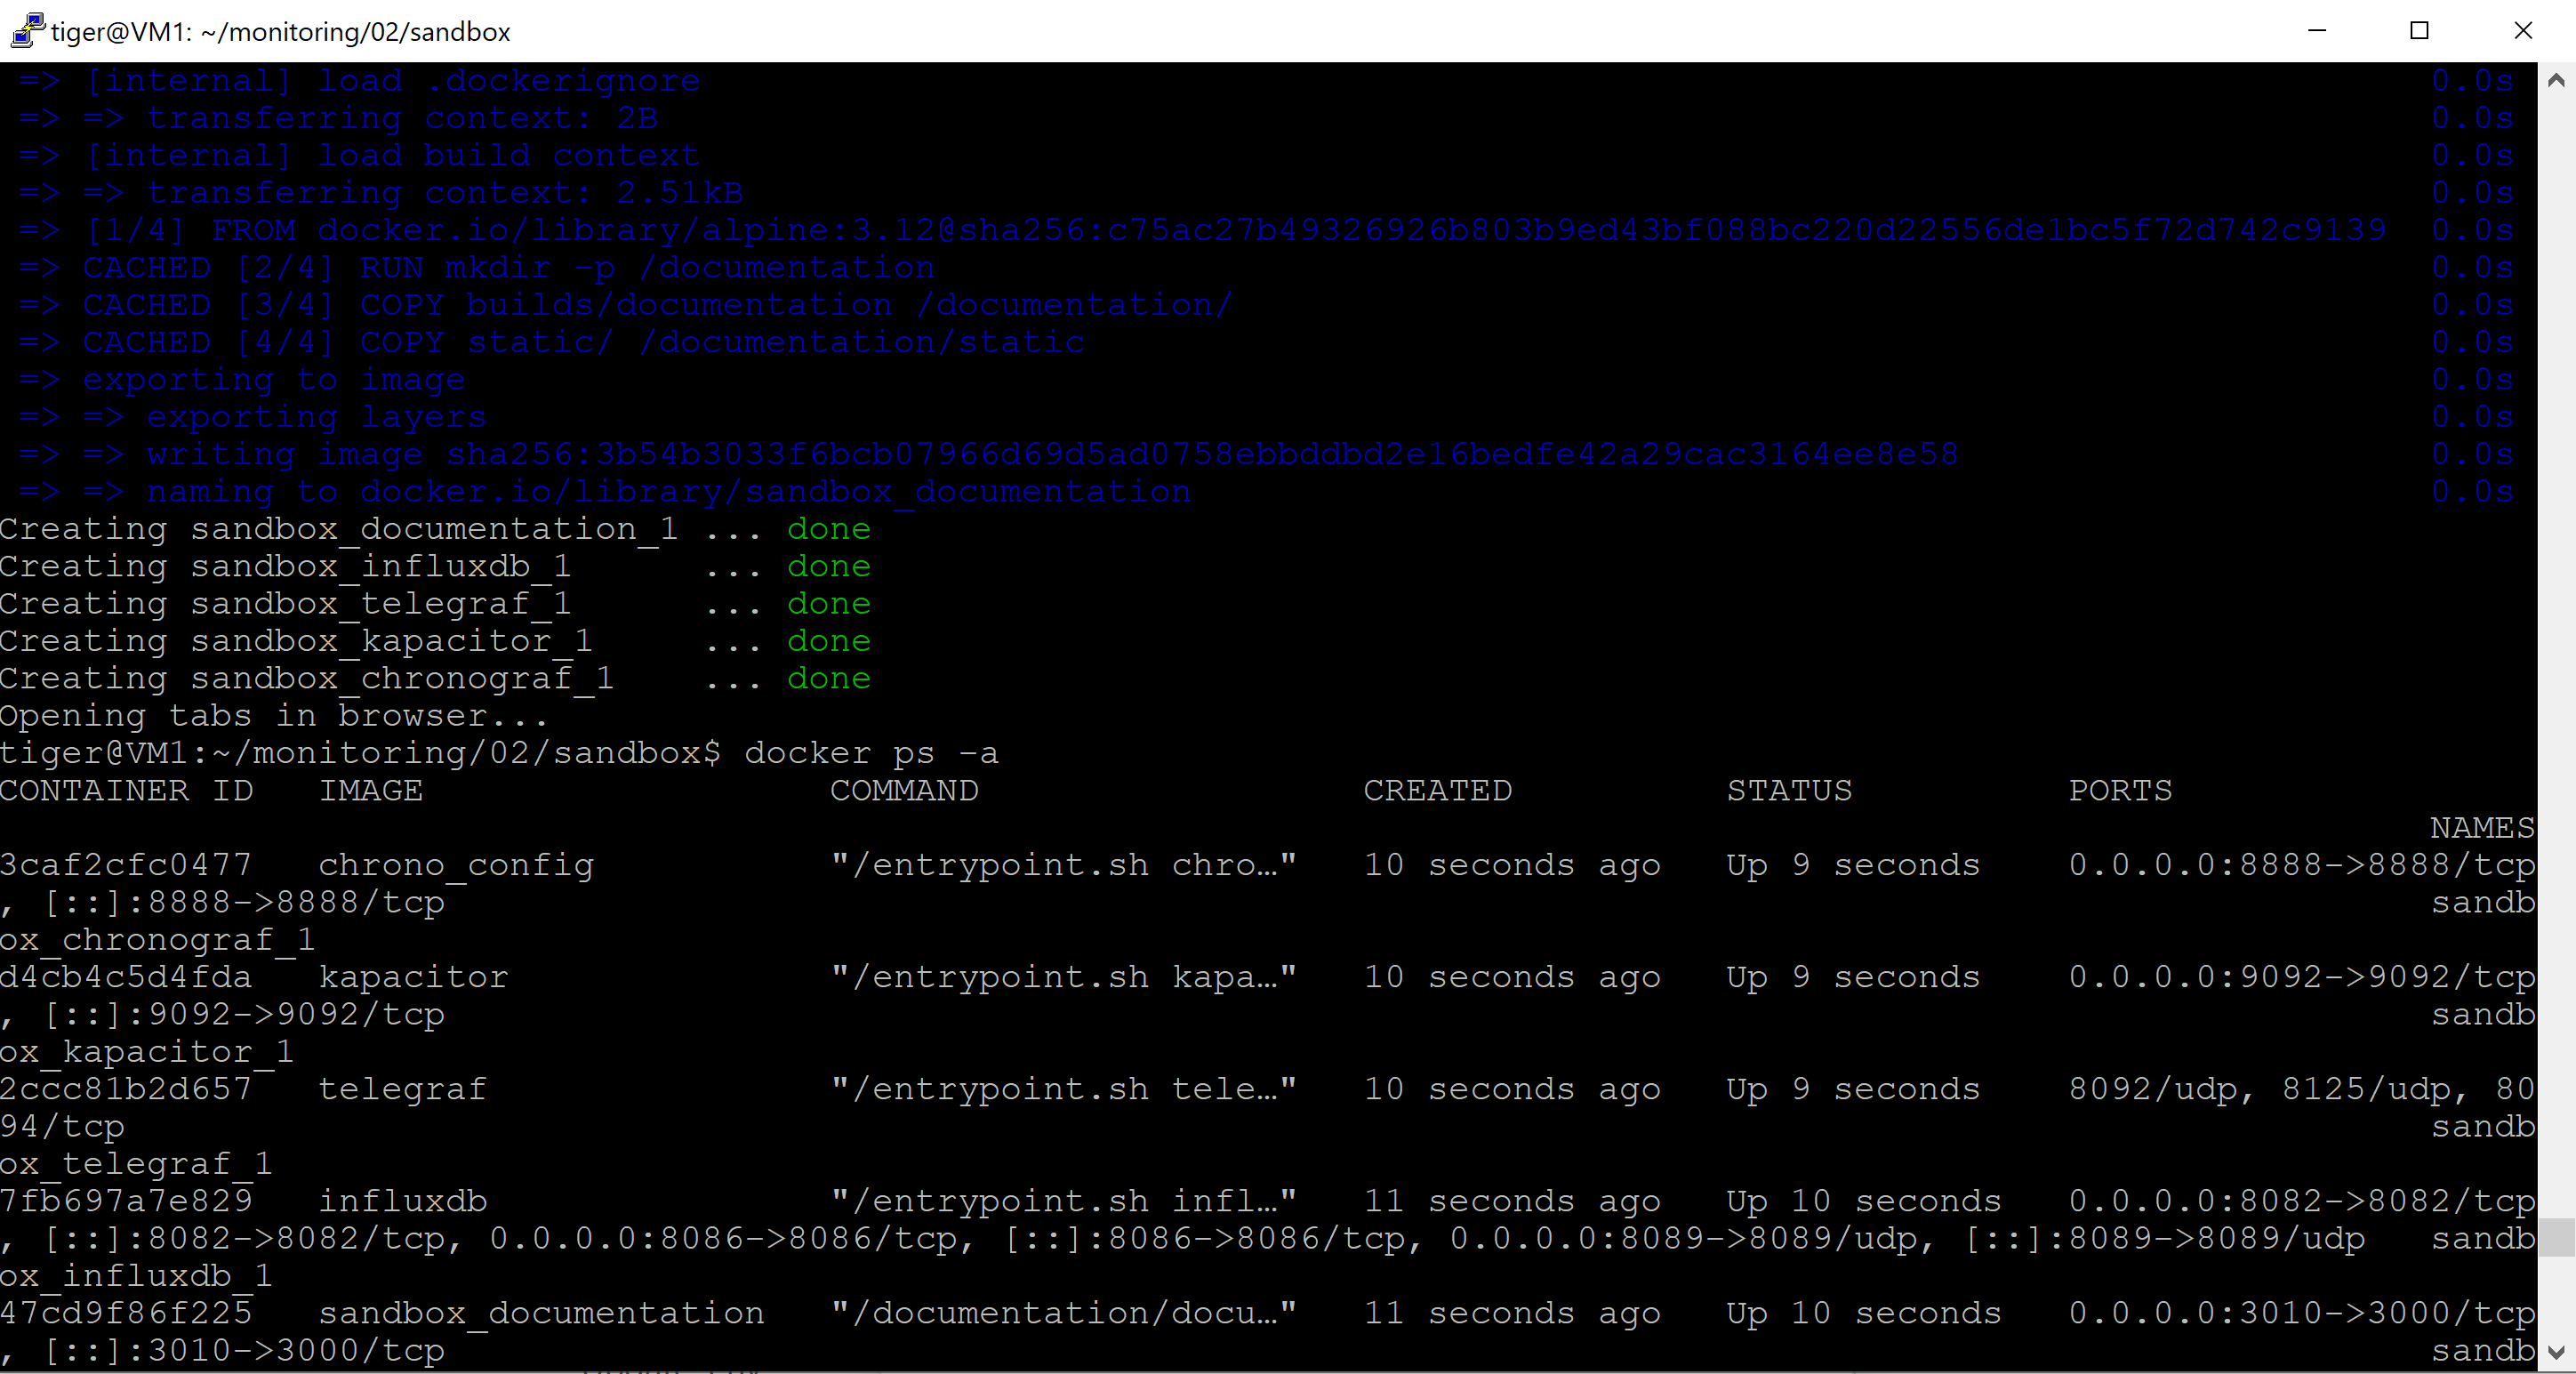 tiger@VM1: ~/monitoring/02/sandbox
=> [internal] load .dockerignore 0.0s
=> => transferring context: 2B 0.0s
=> [internal] load build context 0.0s
=> => transferring context: 2.51kB 0.0s
=> [1/4] FROM docker.io/library/alpine:3.12@sha256:c75ac27b49326926b803b9ed43bf088bc220d22556de1bc5f72d742c9139 0.0s
=> CACHED [2/4] RUN mkdir -p /documentation 0.0s
=> CACHED [3/4] COPY builds/documentation /documentation/ 0.0s
=> CACHED [4/4] COPY static/ /documentation/static 0.0s
=> exporting to image 0.0s
=> => exporting layers 0.0s
=> => writing image sha256:3b54b3033f6bcb07966d69d5ad0758ebbddbd2e16bedfe42a29cac3164ee8e58 0.0s
=> => naming to docker.io/library/sandbox_documentation 0.0s
Creating sandbox_documentation_1 ... done
Creating sandbox_influxdb_1 ... done
Creating sandbox_telegraf_1 ... done
Creating sandbox_kapacitor_1 ... done
Creating sandbox_chronograf_1 ... done
Opening tabs in browser...
tiger@VM1:~/monitoring/02/sandbox$ docker ps -a
CONTAINER ID IMAGE COMMAND CREATED STATUS PORTS
NAMES
3caf2cfc0477 chrono_config "/entrypoint.sh chro…" 10 seconds ago Up 9 seconds 0.0.0.0:8888->8888/tcp
, [::]:8888->8888/tcp sandb
ox_chronograf_1
d4cb4c5d4fda kapacitor "/entrypoint.sh kapa…" 10 seconds ago Up 9 seconds 0.0.0.0:9092->9092/tcp
, [::]:9092->9092/tcp sandb
ox_kapacitor_1
2ccc81b2d657 telegraf "/entrypoint.sh tele…" 10 seconds ago Up 9 seconds 8092/udp, 8125/udp, 80
94/tcp sandb
ox_telegraf_1
7fb697a7e829 influxdb "/entrypoint.sh infl…" 11 seconds ago Up 10 seconds 0.0.0.0:8082->8082/tcp
, [::]:8082->8082/tcp, 0.0.0.0:8086->8086/tcp, [::]:8086->8086/tcp, 0.0.0.0:8089->8089/udp, [::]:8089->8089/udp sandb
ox_influxdb_1
47cd9f86f225 sandbox_documentation "/documentation/docu…" 11 seconds ago Up 10 seconds 0.0.0.0:3010->3000/tcp
, [::]:3010->3000/tcp sandb